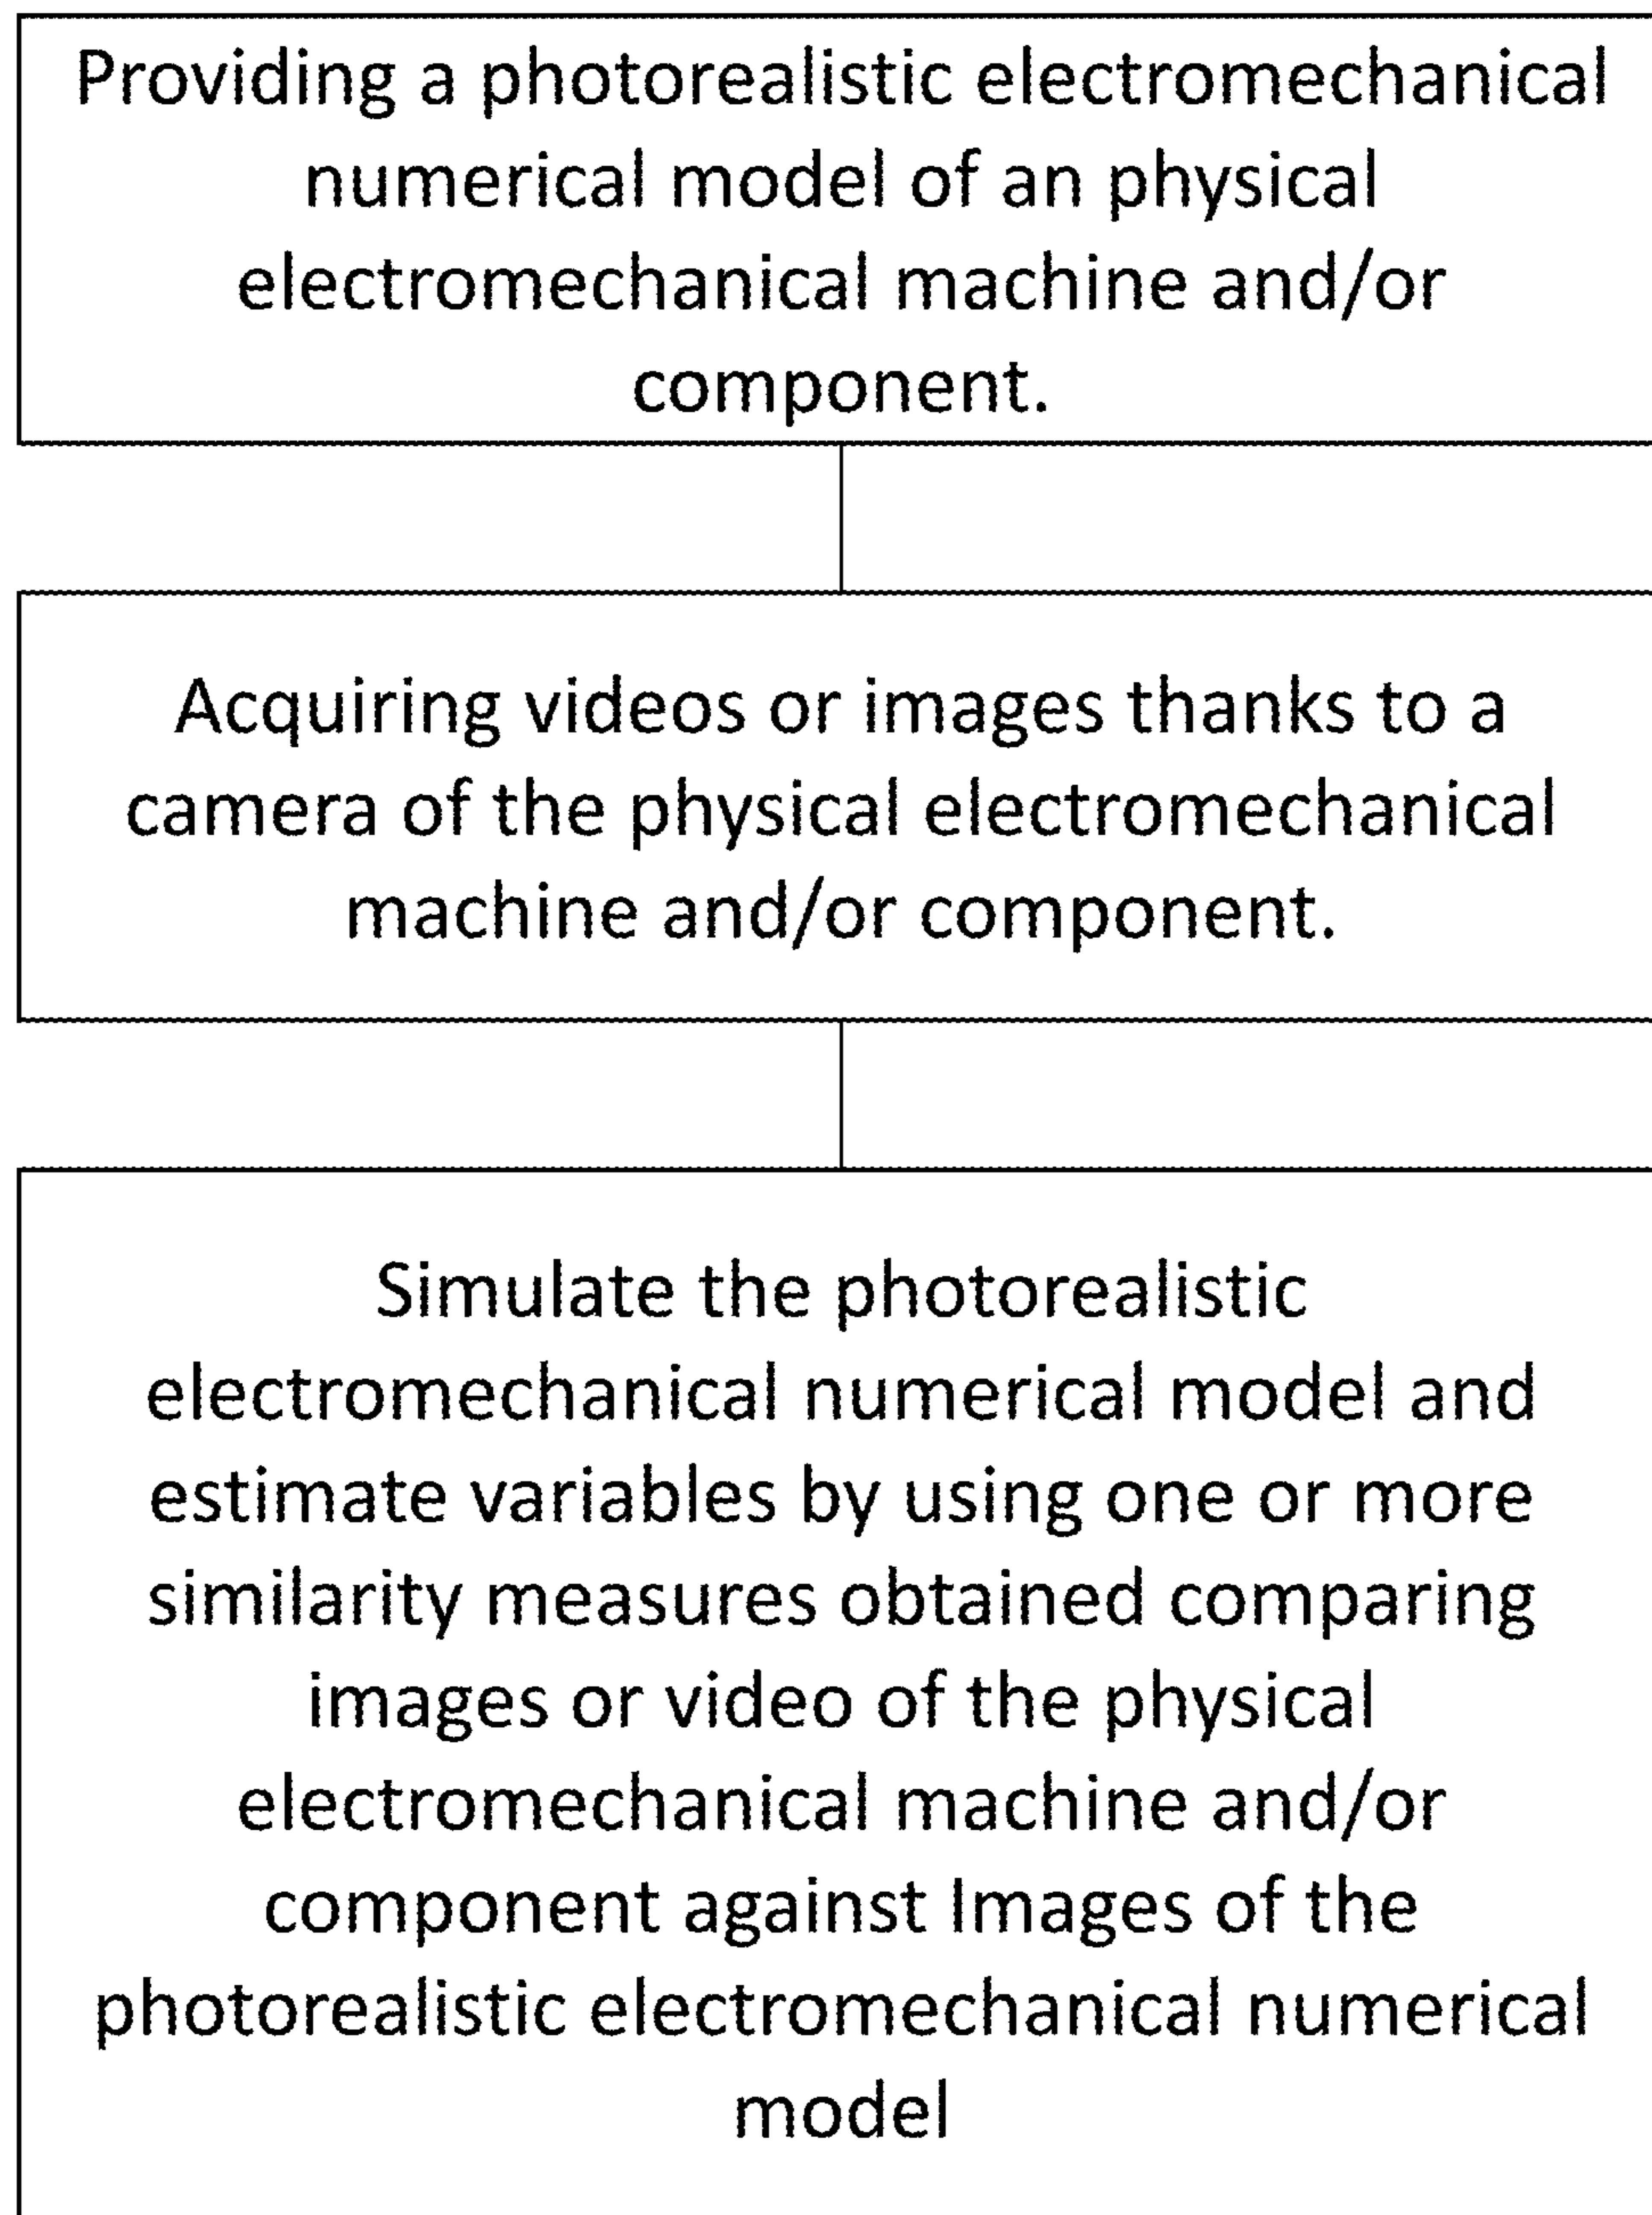 Providing a photorealistic electromechanical
numerical model of an physical
electromechanical machine and/or
component.
Acquiring videos or images thanks to a
camera of the physical electromechanical
machine and/or component.
Simulate the photorealistic
electromechanical numerical model and
estimate variables by using one or more
similarity measures obtained comparing
images or video of the physical
electromechanical machine and/or
component against Images of the
photorealistic electromechanical numerical
model